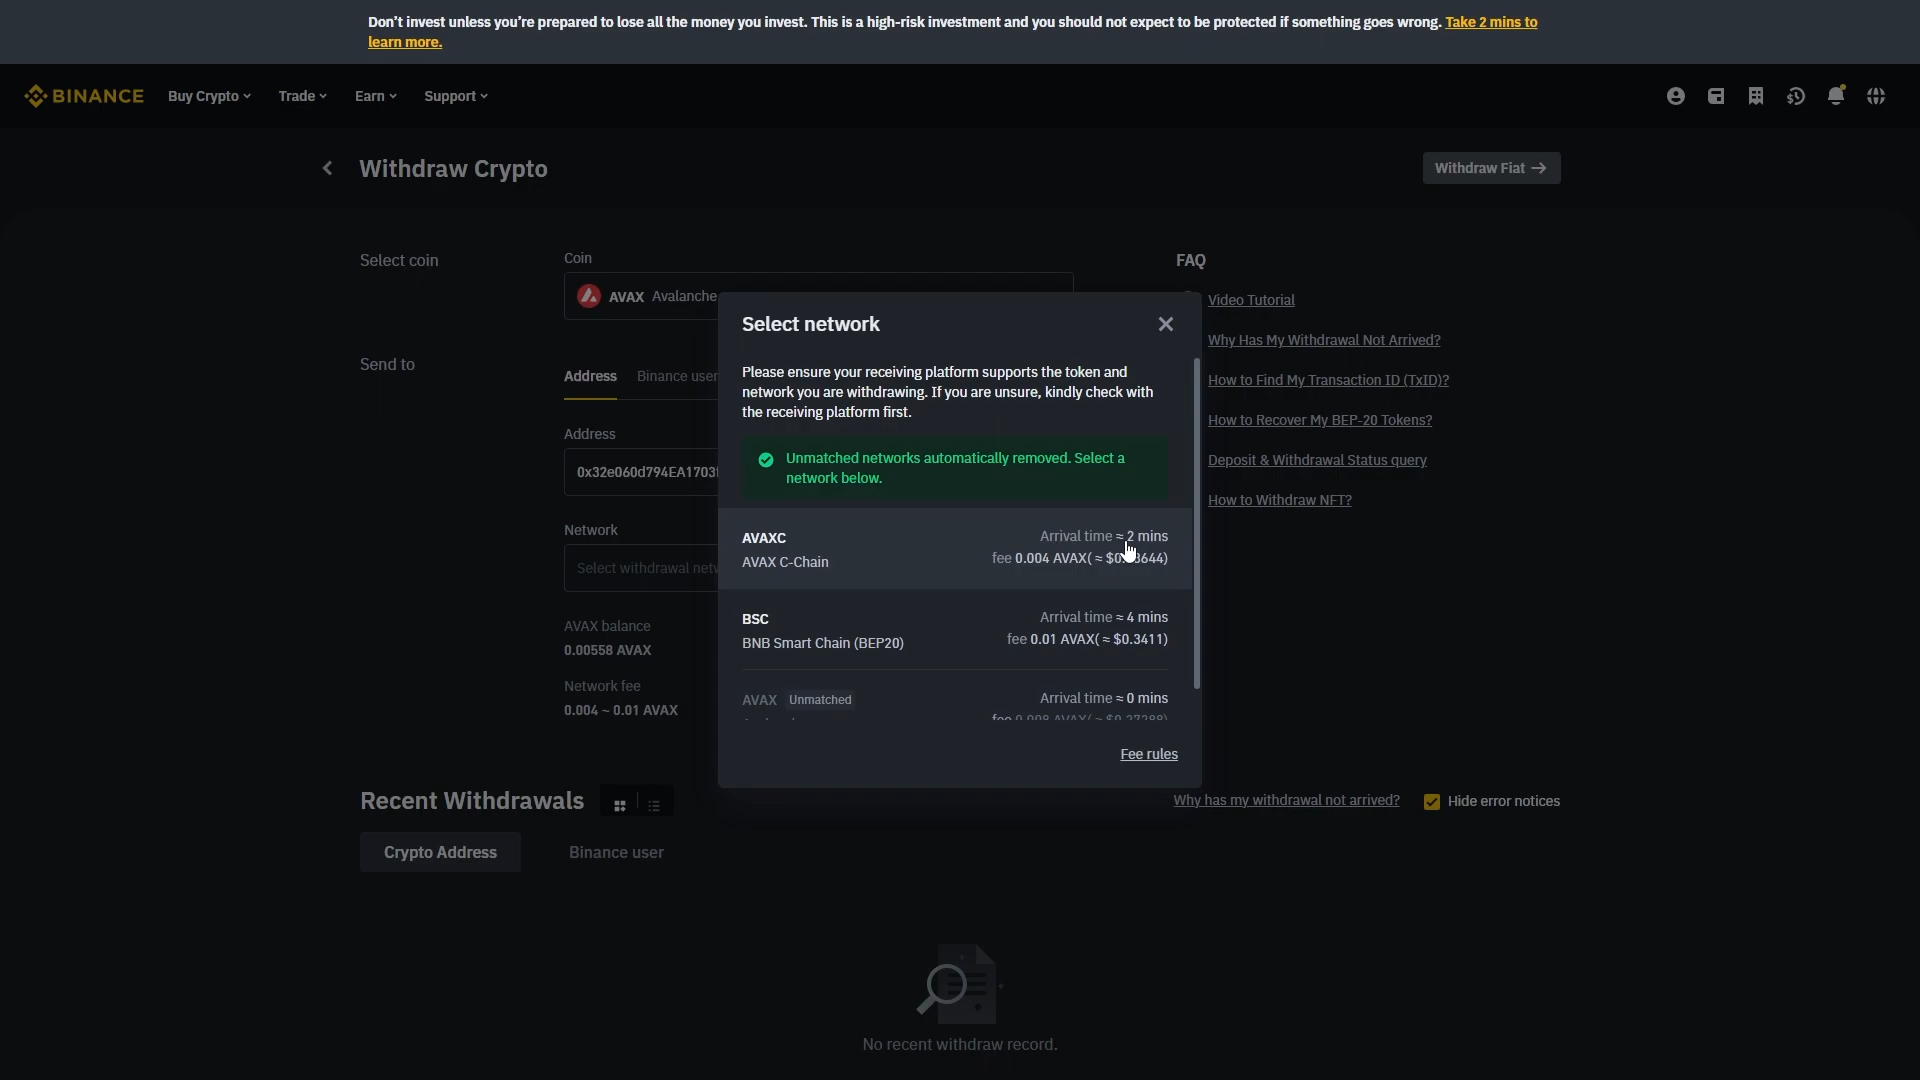 Don't invest unless you're prepared to lose all the money you invest. This is a high-risk investment and you should not expect to be protected if something goes wrong. Take 2 mins to
learn more.
BINANCE Buy Crypto Trade Earn Support
Withdraw Crypto
Withdraw Fiat →
Select coin
Coin
AVAX Avalanche
Send to
Address Binance user
Address
0x32e060d794EA1703
Network
Select withdrawal
AVAX balance
0.00558 AVAX
Network fee
0.004 ~ 0.01 AVAX
Select network
Please ensure your receiving platform supports the token and
network you are withdrawing. If you are unsure, kindly check with
the receiving platform first.
Unmatched networks automatically removed. Select a
network below.
AVAXC Arrival time ≈ 2 mins
AVAX C-Chain fee 0.004 AVAX( ≈ $0. 3644)
BSC Arrival time ≈ 4 mins
BNB Smart Chain (BEP20) fee 0.01 AVAX( ≈ $0.3411)
AVAX Unmatched Arrival time ≈ 0 mins
fee 0.008 AVAX( ≈ $0.27288)
Fee rules
FAQ
Video Tutorial
Why Has My Withdrawal Not Arrived?
How to Find My Transaction ID (TxID)?
How to Recover My BEP-20 Tokens?
Deposit & Withdrawal Status query
How to Withdraw NFT?
Recent Withdrawals
Why has my withdrawal not arrived? Hide error notices
Crypto Address Binance user
No recent withdraw record.